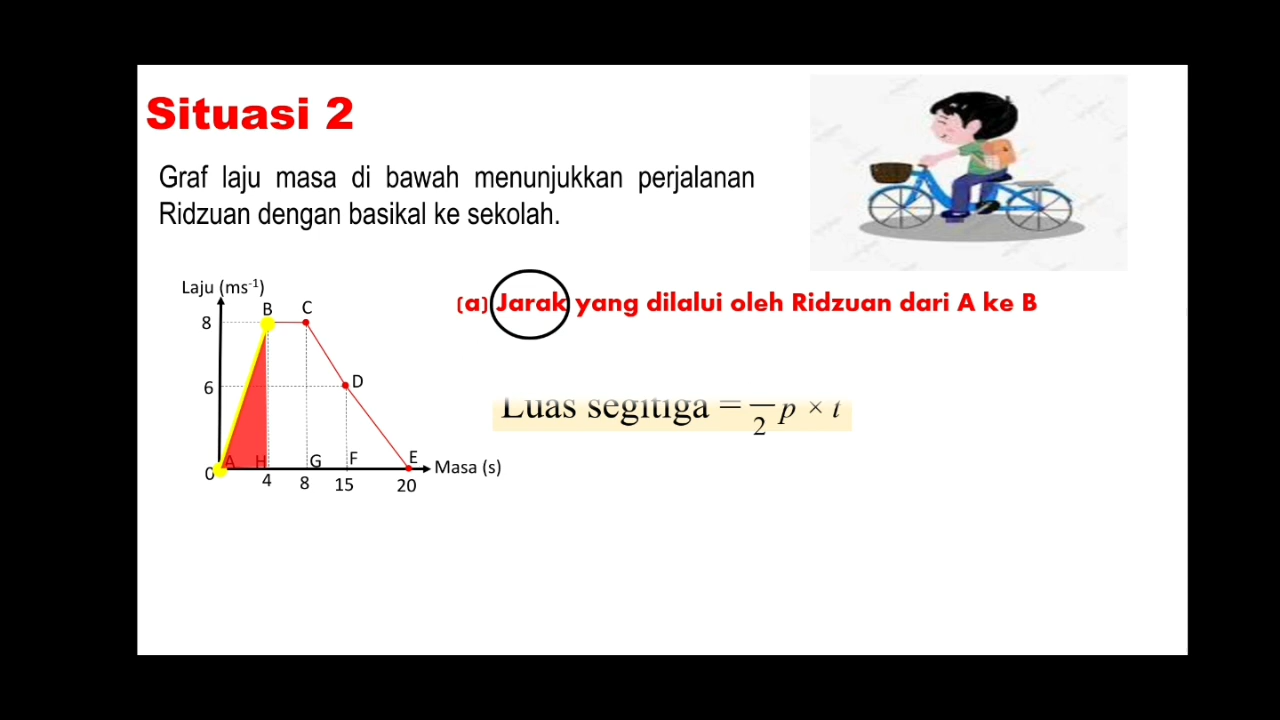 Situasi 2
Graf laju masa di bawah menunjukkan perjalanan
Ridzuan dengan basikal ke sekolah.
Laju (ms⁻¹)
B
C
(a) Jarak yang dilalui oleh Ridzuan dari A ke B
8
D
6
Luas segitiga = — p × t
2
A
H
G
F
E
Masa (s)
0
4
8
15
20